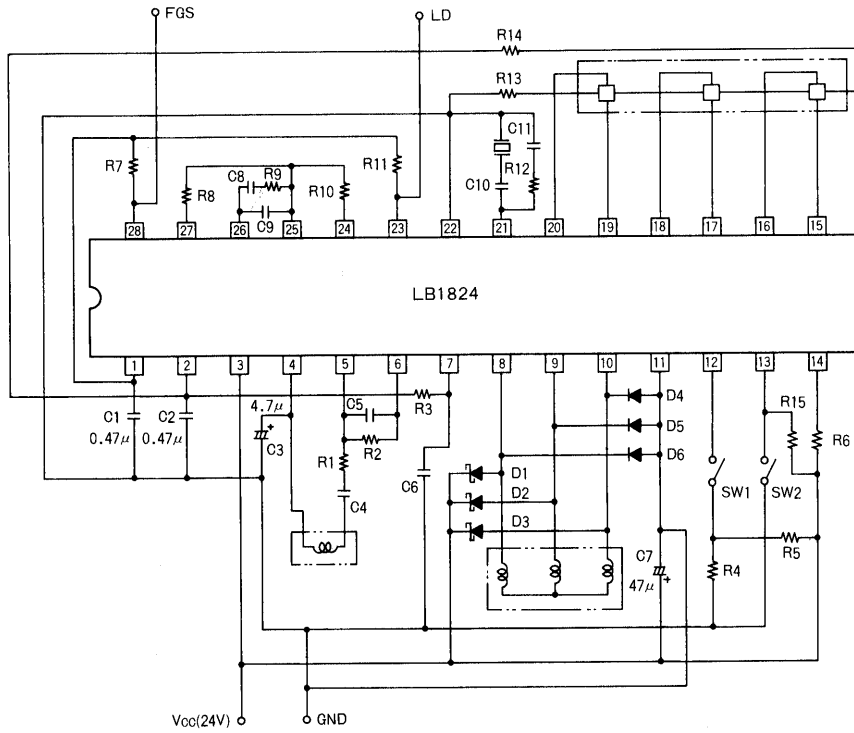 FGS
LD
R14
R13
C11
R7
R11
C8
R9
R12
R8
R10
C10
C9
28
27
26
25
24
23
22
21
20
19
18
17
16
15
LB1824
1
2
3
4
5
6
7
8
9
10
11
12
13
14
4.7μ
C5
R3
D4
R15
C1
C2
D5
R6
0.47μ
0.47μ
C3
R2
R1
D6
C6
D1
SW1
SW2
C4
D2
D3
R5
C7
R4
47μ
Vcc(24V)
GND